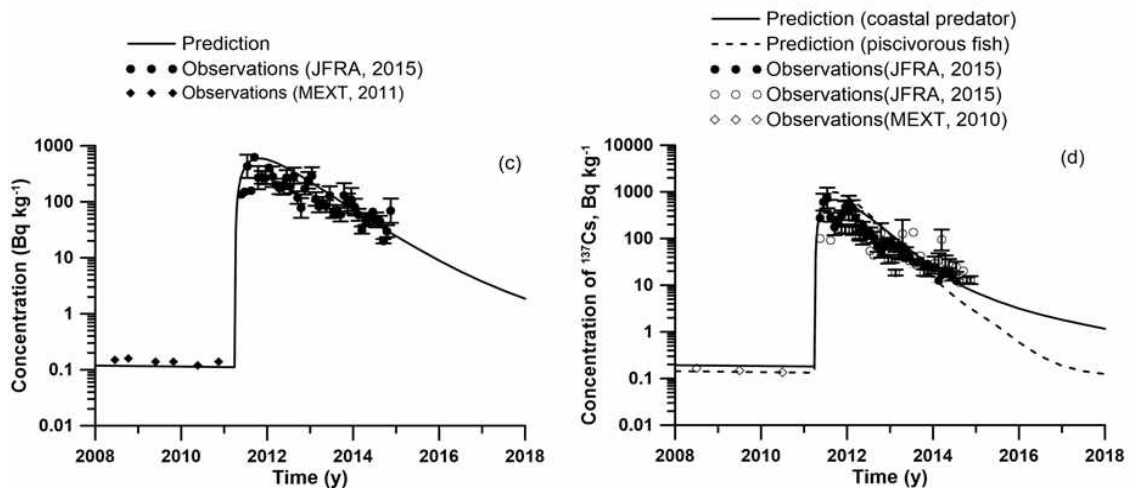 Prediction
Observations (JFRA, 2015)
Observations (MEXT, 2011)
(c)
Concentration (Bq kg⁻¹)
1000
100
10
1
0.1
0.01
2008
2010
2012
2014
2016
2018
Time (y)
Prediction (coastal predator)
Prediction (piscivorous fish)
Observations(JFRA, 2015)
Observations(JFRA, 2015)
Observations(MEXT, 2010)
(d)
Concentration of ¹³⁷Cs, Bq kg⁻¹
10000
1000
100
10
1
0.1
0.01
2008
2010
2012
2014
2016
2018
Time (y)